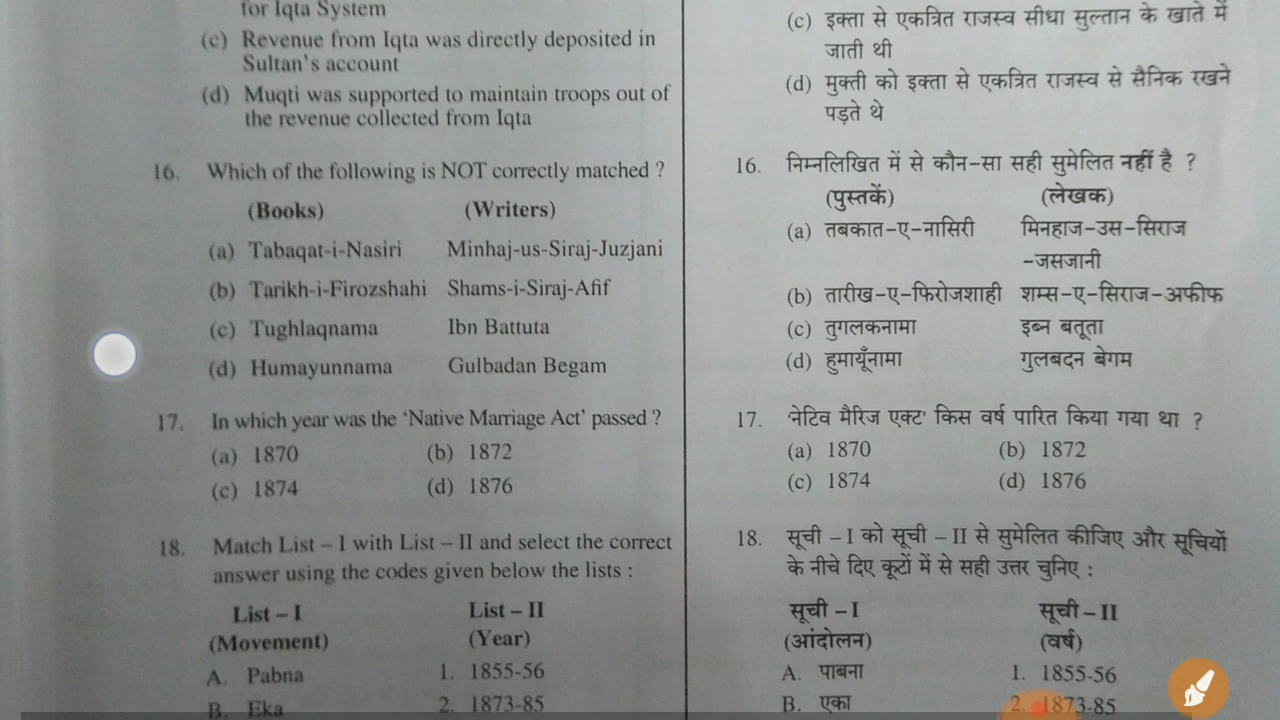 for Iqta System
(c) Revenue from Iqta was directly deposited in
Sultan's account
(d) Muqti was supported to maintain troops out of
the revenue collected from Iqta
16. Which of the following is NOT correctly matched ?
(Books) (Writers)
(a) Tabaqat-i-Nasiri Minhaj-us-Siraj-Juzjani
(b) Tarikh-i-Firozshahi Shams-i-Siraj-Afif
(c) Tughlaqnama Ibn Battuta
(d) Humayunnama Gulbadan Begam
17. In which year was the 'Native Marriage Act' passed ?
(a) 1870 (b) 1872
(c) 1874 (d) 1876
18. Match List – I with List – II and select the correct
answer using the codes given below the lists :
List – I List – II
(Movement) (Year)
A. Pabna 1. 1855-56
B. Eka 2. 1873-85
(c) इक्ता से एकत्रित राजस्व सीधा सुल्तान के खाते में
जाती थी
(d) मुक्ती को इक्ता से एकत्रित राजस्व से सैनिक रखने
पड़ते थे
16. निम्नलिखित में से कौन-सा सही सुमेलित नहीं है ?
(पुस्तकें) (लेखक)
(a) तबकात-ए-नासिरी मिनहाज-उस-सिराज
-जसजानी
(b) तारीख-ए-फिरोजशाही शम्स-ए-सिराज-अफीफ
(c) तुगलकनामा इब्न बतूता
(d) हुमायूँनामा गुलबदन बेगम
17. 'नेटिव मैरिज एक्ट' किस वर्ष पारित किया गया था ?
(a) 1870 (b) 1872
(c) 1874 (d) 1876
18. सूची – I को सूची – II से सुमेलित कीजिए और सूचियों
के नीचे दिए कूटों में से सही उत्तर चुनिए :
सूची – I सूची – II
(आंदोलन) (वर्ष)
A. पाबना 1. 1855-56
B. एका 2. 1873-85